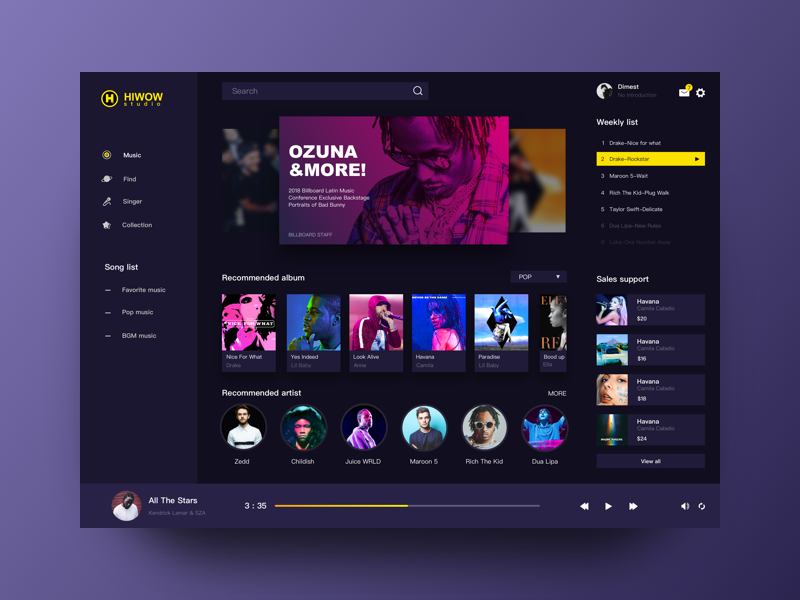 HIWOW
studio
Music
Find
Singer
Collection
Song list
Favorite music
Pop music
BGM music
Search
OZUNA
&MORE!
2018 Billboard Latin Music
Conference Exclusive Backstage
Portraits of Bad Bunny
BILLBOARD STAFF
Recommended album
POP
NICE FOR WHAT
Nice For What
Drake
Yes Indeed
Lil Baby
Look Alive
Anne
Havana
Camila
Paradise
Lil Baby
Bood up
Ella
Recommended artist
MORE
Zedd
Childish
Juice WRLD
Maroon 5
Rich The Kid
Dua Lipa
Dimest
No introduction
Weekly list
1 Drake-Nice for what
2 Drake-Rockstar
3 Maroon 5-Wait
4 Rich The Kid-Plug Walk
5 Taylor Swift-Delicate
6 Dua Lipa-New Rules
Sales support
Havana
Camila Cabello
$20
Havana
Camila Cabello
$16
Havana
Camila Cabello
$18
Havana
Camila Cabello
$24
View all
All The Stars
Kendrick Lamar & SZA
3 : 35